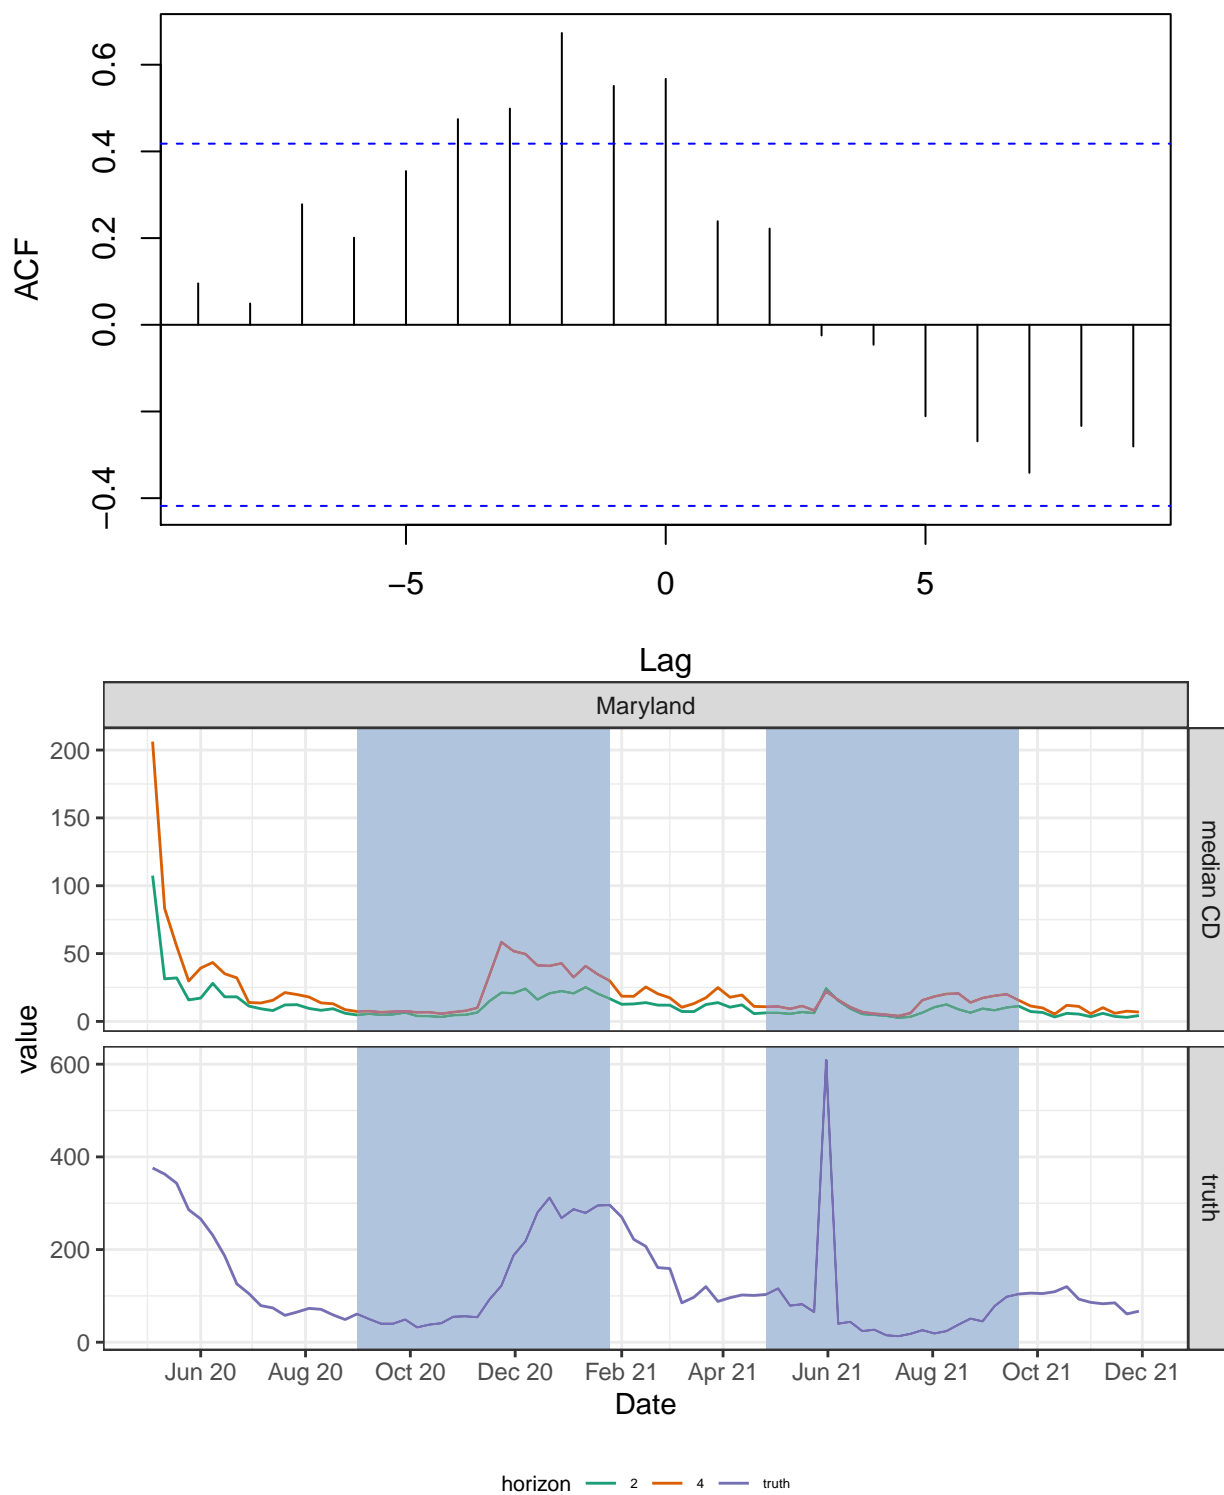 ACF
0.6
0.4
0.2
0.0
−0.4
−5 0 5
Lag
Maryland
value
200
150
100
50
0
median CD
600
400
200
0
truth
Jun 20 Aug 20 Oct 20 Dec 20 Feb 21 Apr 21 Jun 21 Aug 21 Oct 21 Dec 21
Date
horizon 2 4 truth